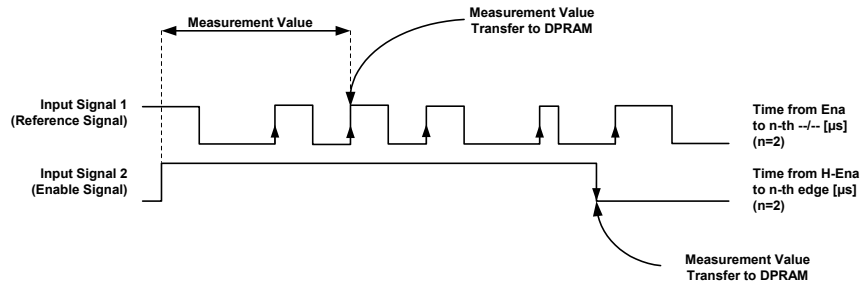 Measurement Value
Measurement Value
Transfer to DPRAM
Input Signal 1
(Reference Signal)
Time from Ena
to n-th --/-- [µs]
(n=2)
Input Signal 2
(Enable Signal)
Time from H-Ena
to n-th edge [µs]
(n=2)
Measurement Value
Transfer to DPRAM